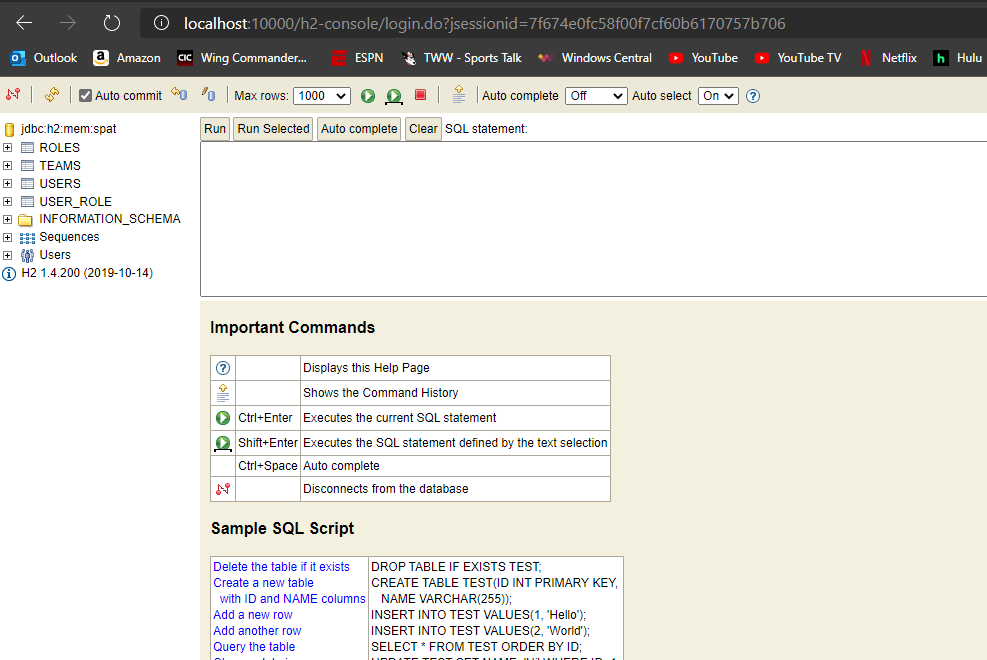 localhost:10000/h2-console/login.do?jsessionid=7f674e0fc58f00f7cf60b6170757b706
Outlook Amazon CIC Wing Commander... ESPN TWW - Sports Talk Windows Central YouTube YouTube TV Netflix h Hulu
Auto commit Max rows: 1000 Auto complete Off Auto select On ?
jdbc:h2:mem:spat
ROLES
TEAMS
USERS
USER_ROLE
INFORMATION_SCHEMA
Sequences
Users
H2 1.4.200 (2019-10-14)
Run Run Selected Auto complete Clear SQL statement:
Important Commands
? Displays this Help Page
Shows the Command History
Ctrl+Enter Executes the current SQL statement
Shift+Enter Executes the SQL statement defined by the text selection
Ctrl+Space Auto complete
Disconnects from the database
Sample SQL Script
Delete the table if it exists DROP TABLE IF EXISTS TEST;
Create a new table CREATE TABLE TEST(ID INT PRIMARY KEY,
with ID and NAME columns NAME VARCHAR(255));
Add a new row INSERT INTO TEST VALUES(1, 'Hello');
Add another row INSERT INTO TEST VALUES(2, 'World');
Query the table SELECT * FROM TEST ORDER BY ID;